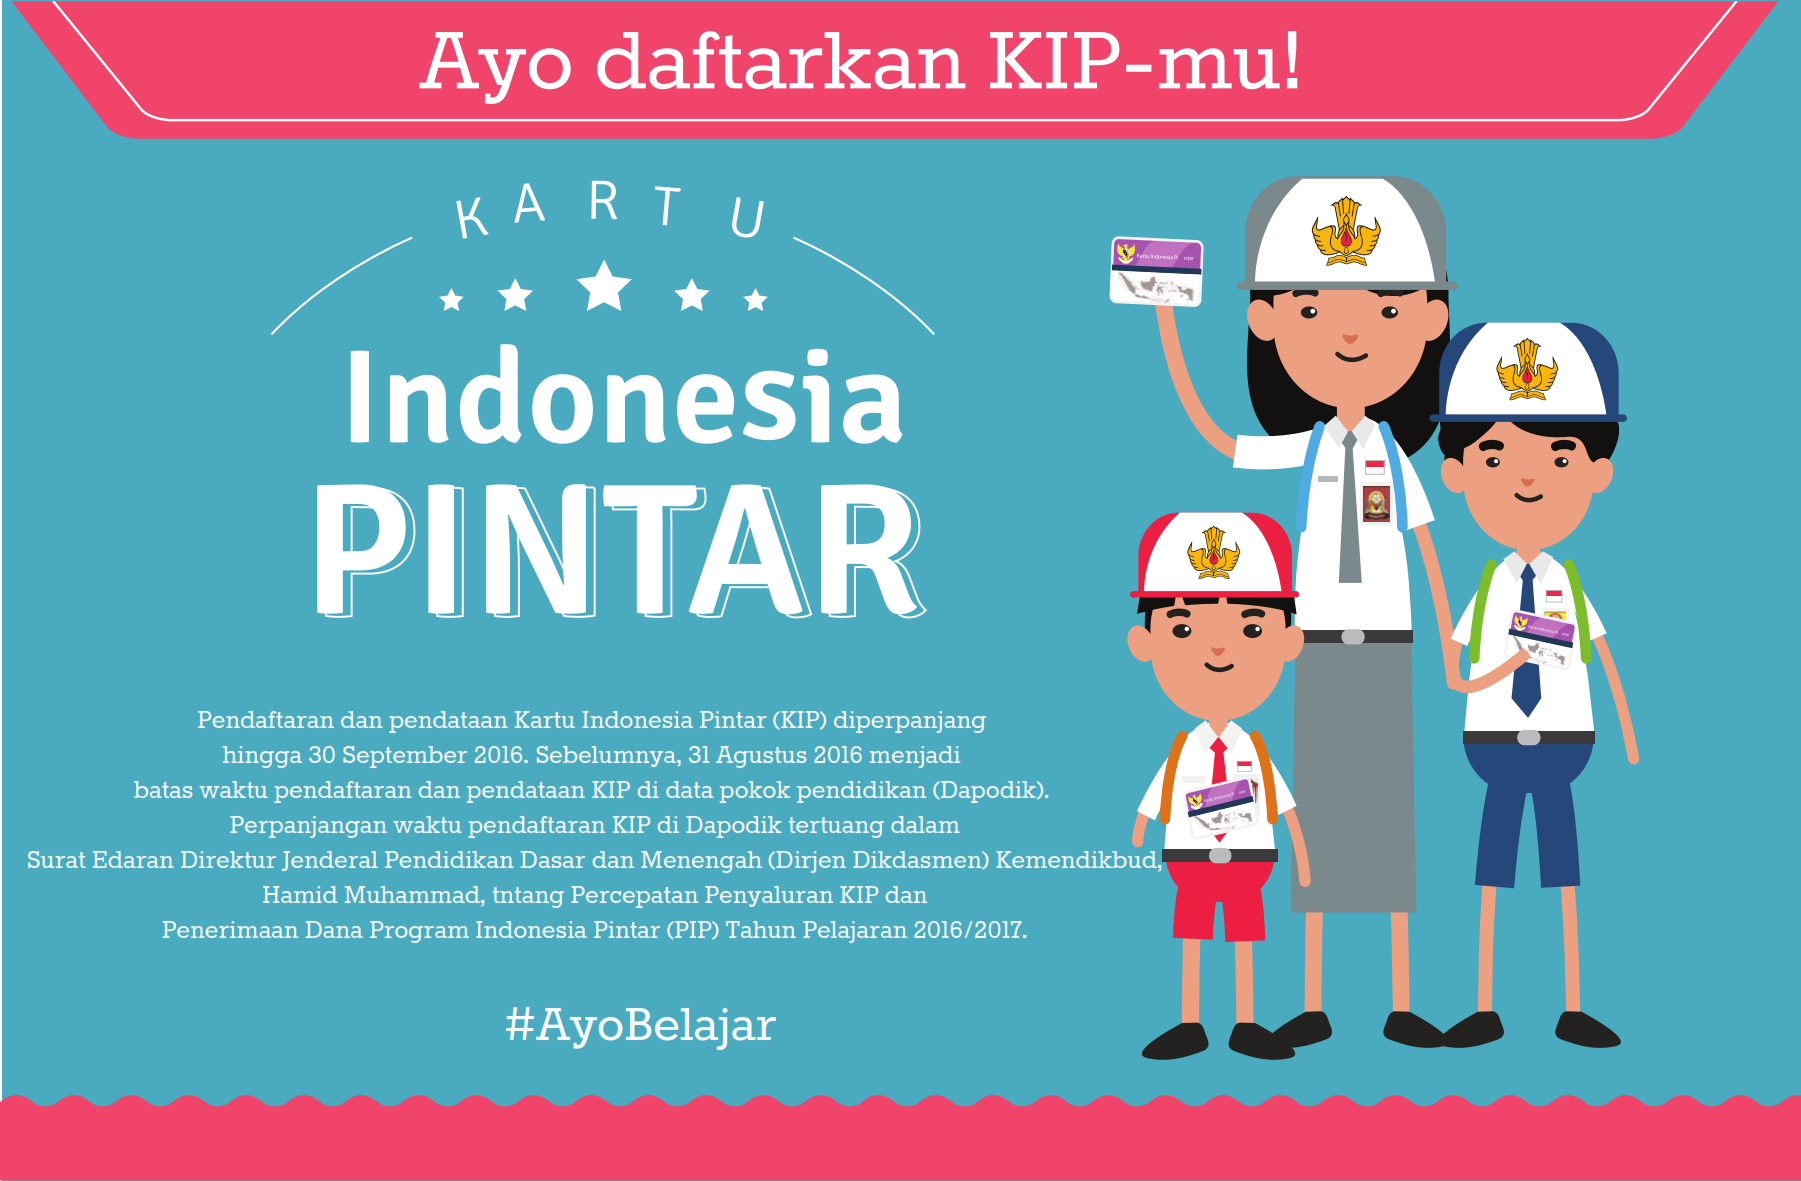 Ayo daftarkan KIP-mu!
KARTU
Indonesia
PINTAR
Kartu Indonesia Pintar
Pendaftaran dan pendataan Kartu Indonesia Pintar (KIP) diperpanjang
hingga 30 September 2016. Sebelumnya, 31 Agustus 2016 menjadi
batas waktu pendaftaran dan pendataan KIP di data pokok pendidikan (Dapodik).
Perpanjangan waktu pendaftaran KIP di Dapodik tertuang dalam
Surat Edaran Direktur Jenderal Pendidikan Dasar dan Menengah (Dirjen Dikdasmen) Kemendikbud,
Hamid Muhammad, tntang Percepatan Penyaluran KIP dan
Penerimaan Dana Program Indonesia Pintar (PIP) Tahun Pelajaran 2016/2017.
#AyoBelajar